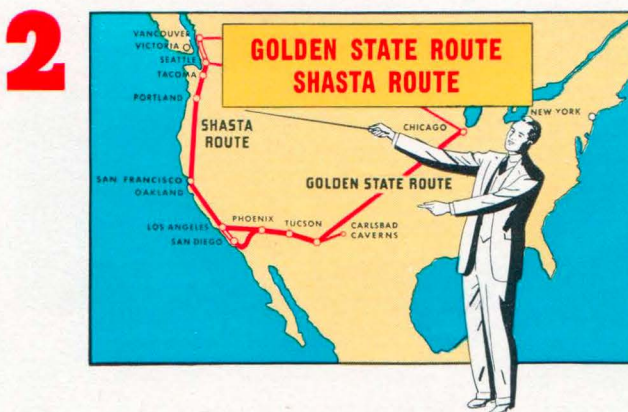 2
GOLDEN STATE ROUTE
SHASTA ROUTE
VANCOUVER
VICTORIA
SEATTLE
TACOMA
PORTLAND
SHASTA
ROUTE
CHICAGO
NEW YORK
SAN FRANCISCO
OAKLAND
GOLDEN STATE ROUTE
LOS ANGELES
SAN DIEGO
PHOENIX
TUCSON
CARLSBAD
CAVERNS